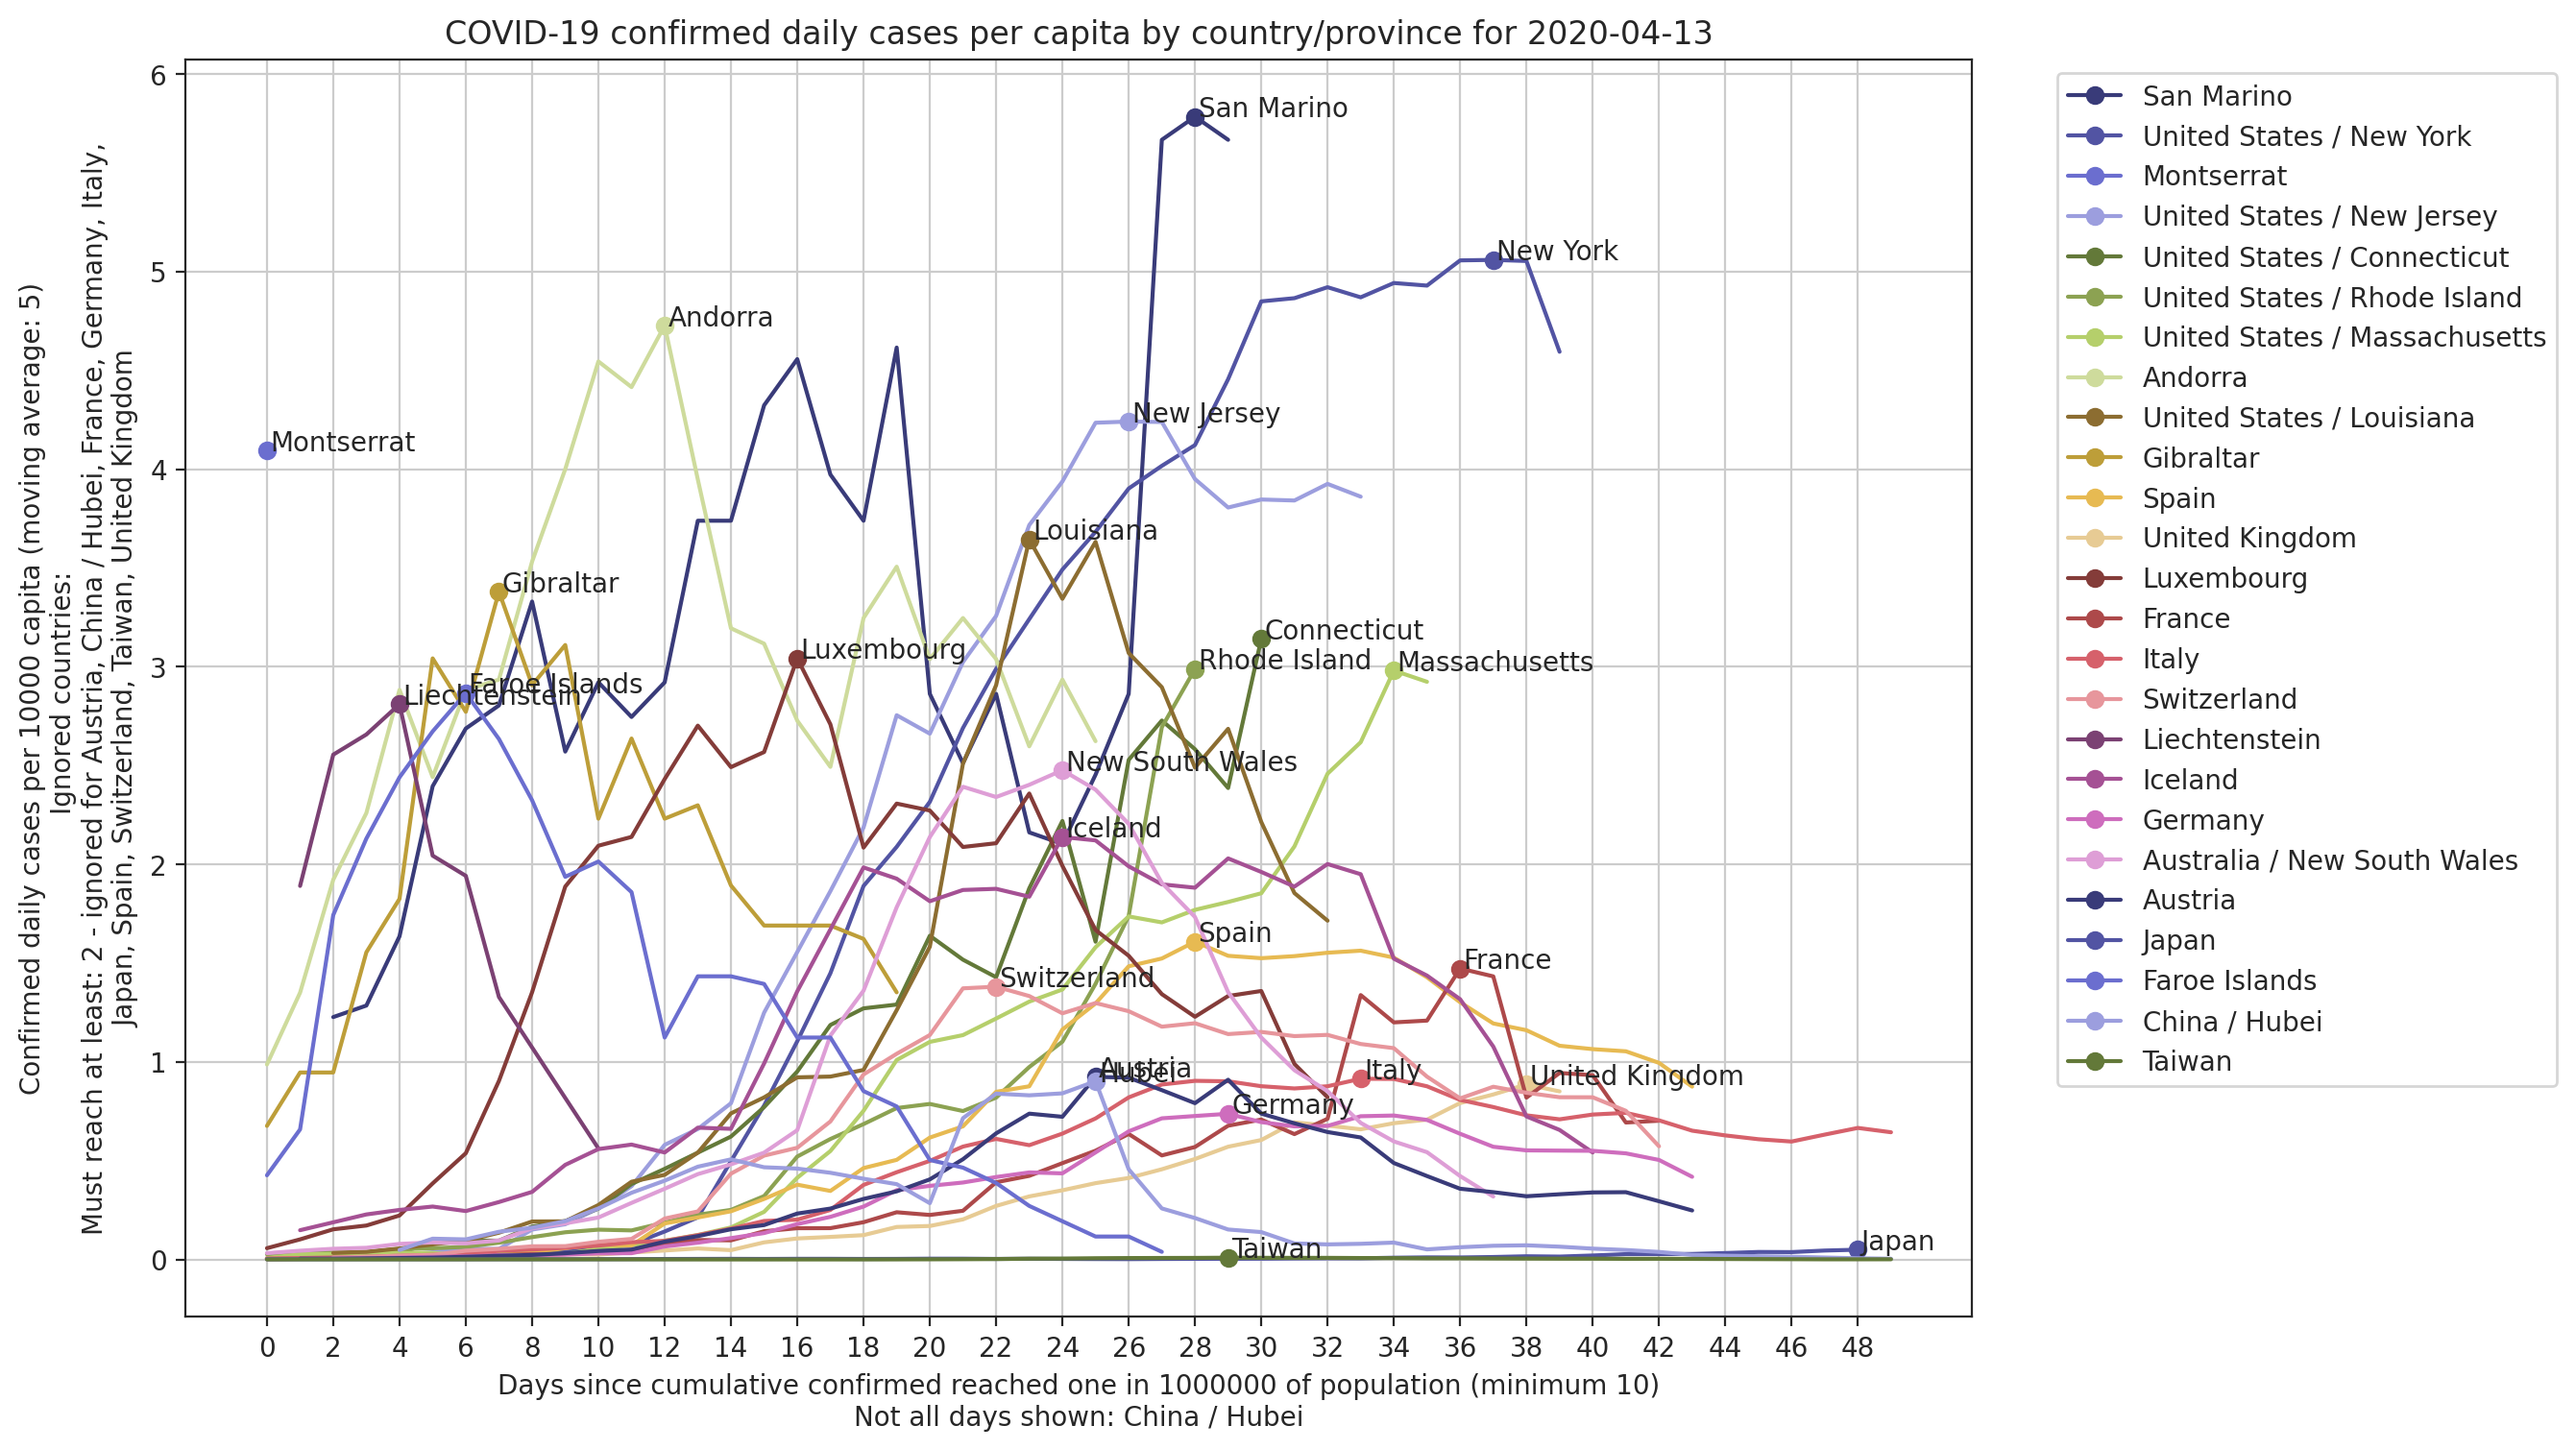 COVID-19 confirmed daily cases per capita by country/province for 2020-04-13
Confirmed daily cases per 10000 capita (moving average: 5)
Ignored countries:
Must reach at least: 2 - ignored for Austria, China / Hubei, France, Germany, Italy,
Japan, Spain, Switzerland, Taiwan, United Kingdom
6
5
4
3
2
1
0
San Marino
New York
Andorra
New Jersey
Montserrat
Louisiana
Gibraltar
Connecticut
Luxembourg
Rhode Island
Massachusetts
Faroe Islands
Liechtenstein
New South Wales
Iceland
Spain
France
Switzerland
Austria
Hubei
Italy
United Kingdom
Germany
Japan
Taiwan
0 2 4 6 8 10 12 14 16 18 20 22 24 26 28 30 32 34 36 38 40 42 44 46 48
Days since cumulative confirmed reached one in 1000000 of population (minimum 10)
Not all days shown: China / Hubei
San Marino
United States / New York
Montserrat
United States / New Jersey
United States / Connecticut
United States / Rhode Island
United States / Massachusetts
Andorra
United States / Louisiana
Gibraltar
Spain
United Kingdom
Luxembourg
France
Italy
Switzerland
Liechtenstein
Iceland
Germany
Australia / New South Wales
Austria
Japan
Faroe Islands
China / Hubei
Taiwan